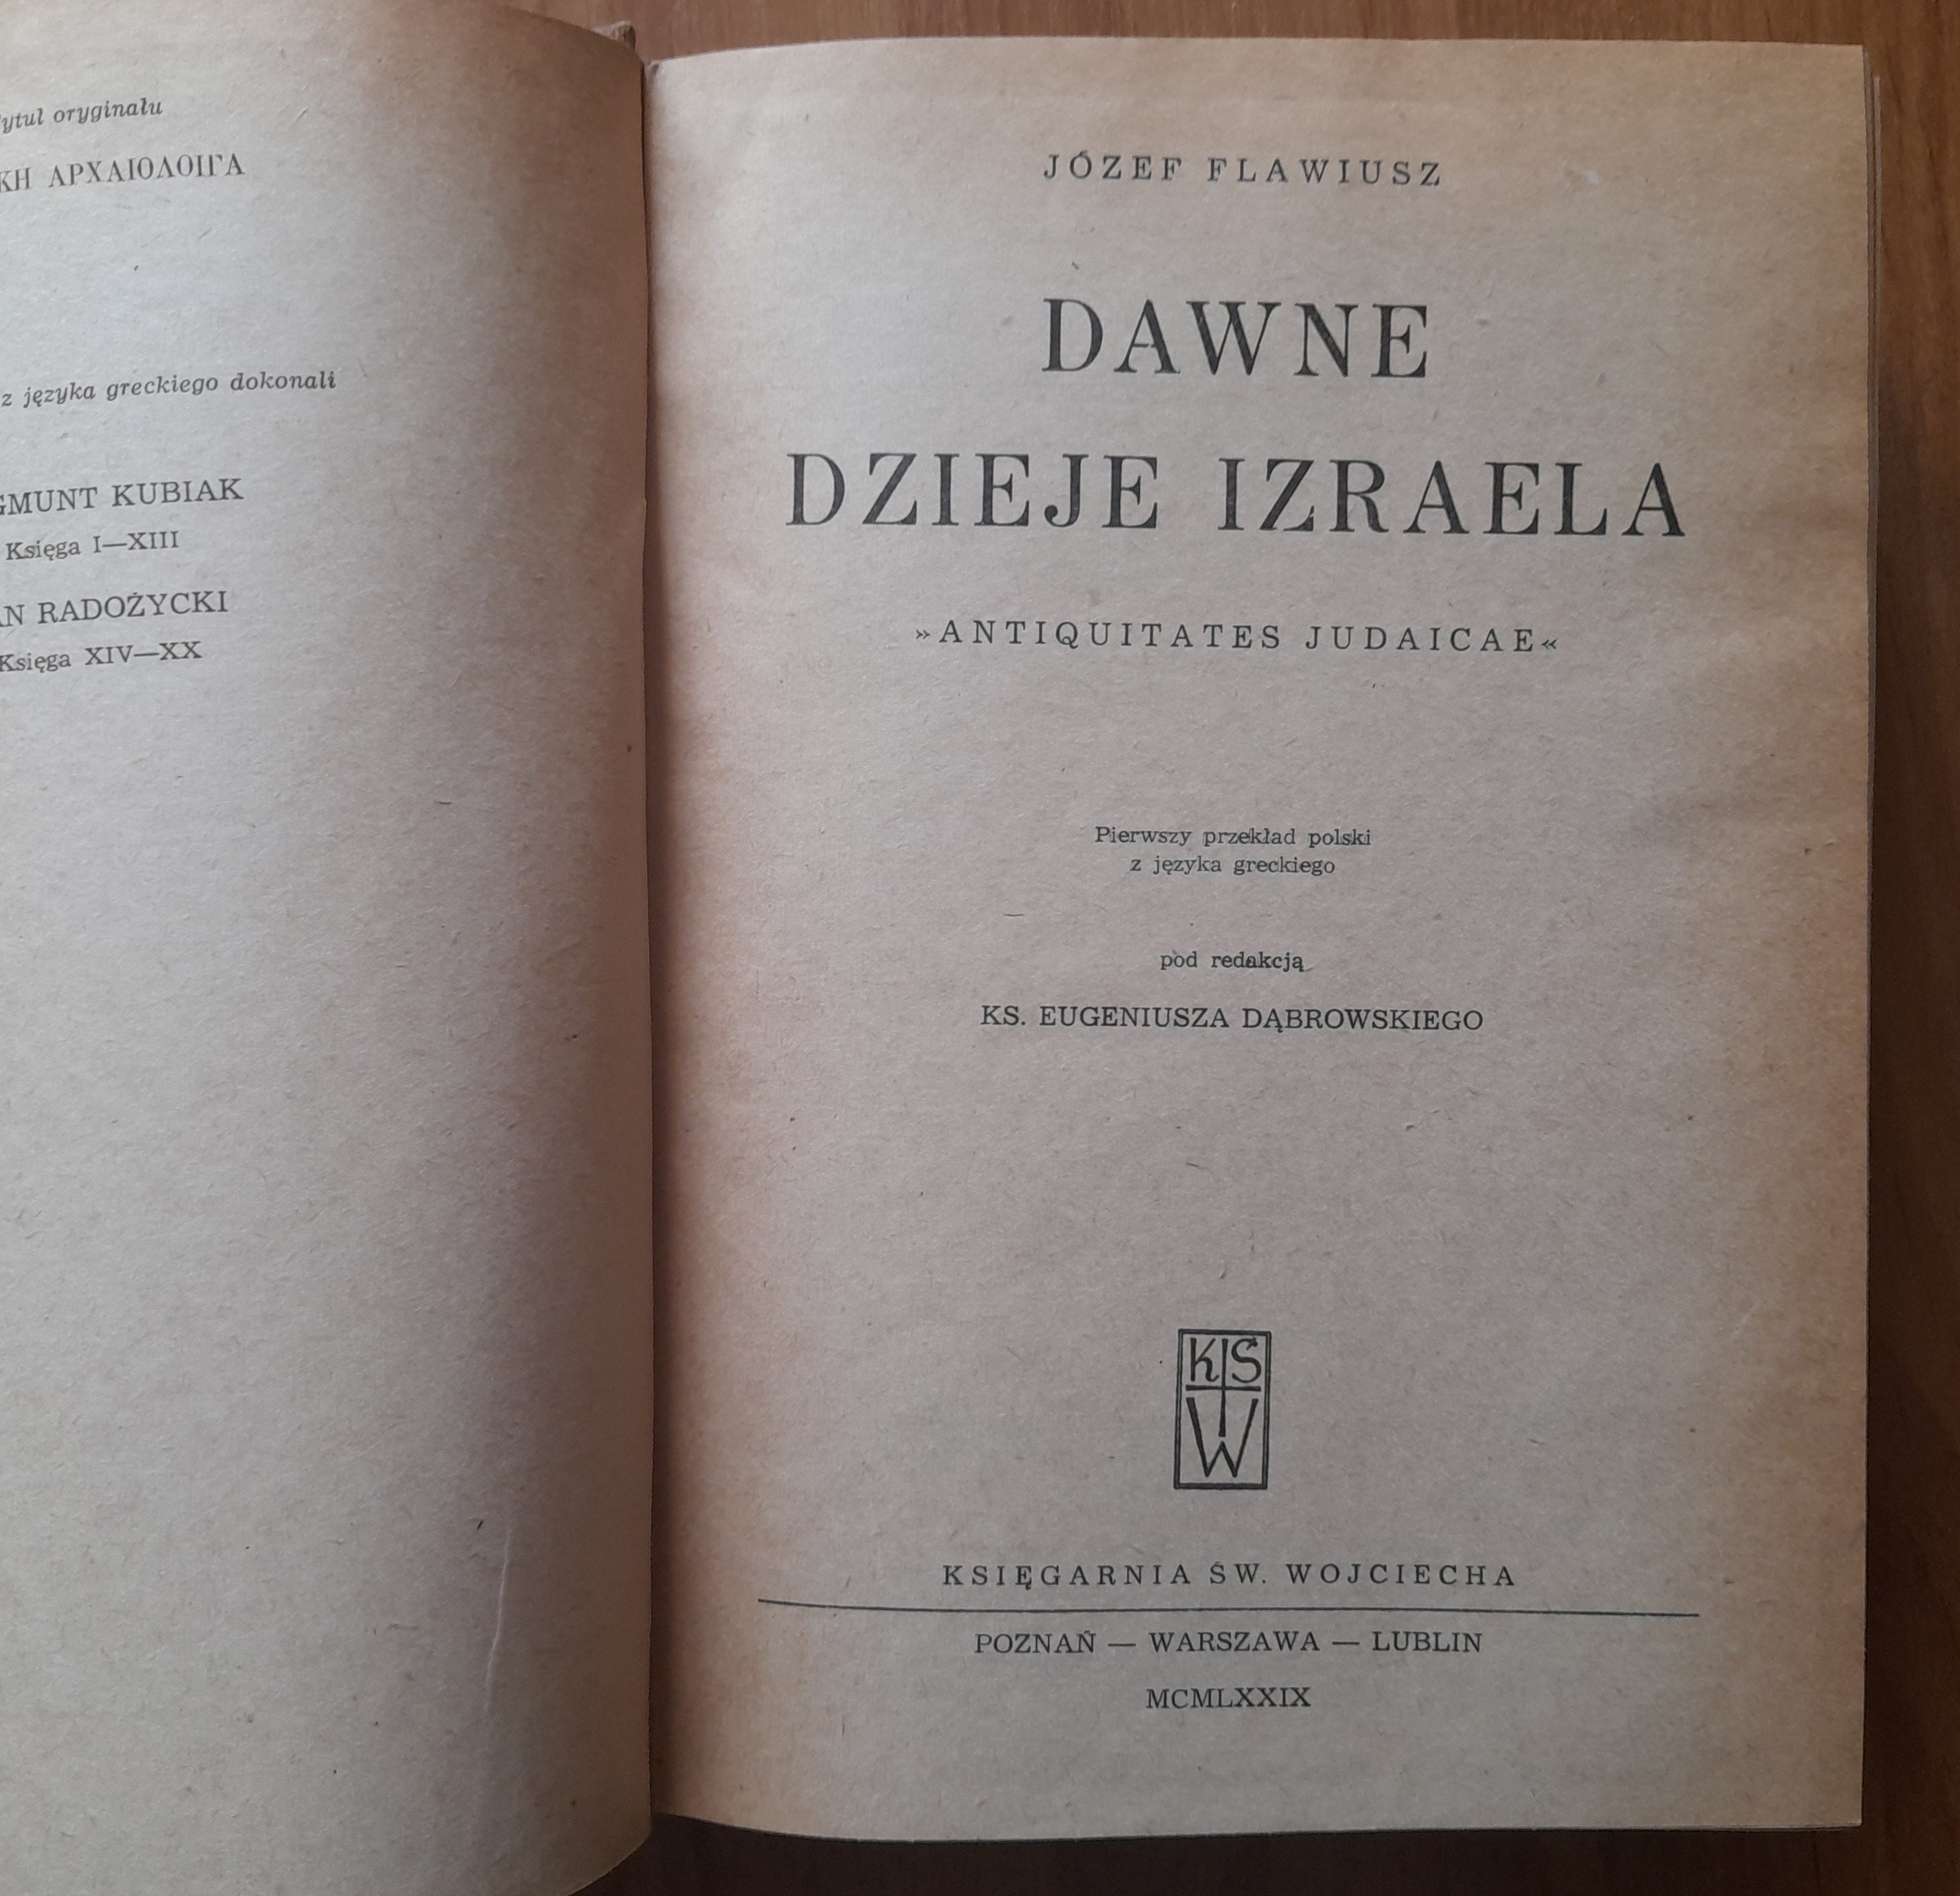 ytuł oryginału
ΚΗ ΑΡΧΑΙΟΛΟΙΓΑ
z języka greckiego dokonali
GMUNT KUBIAK
Księga I—XIII
AN RADOŻYCKI
Księga XIV—XX
JÓZEF FLAWIUSZ
DAWNE
DZIEJE IZRAELA
»ANTIQUITATES JUDAICAE«
Pierwszy przekład polski
z języka greckiego
pod redakcją
KS. EUGENIUSZA DĄBROWSKIEGO
KS
W
KSIĘGARNIA ŚW. WOJCIECHA
POZNAŃ — WARSZAWA — LUBLIN
MCMLXXIX